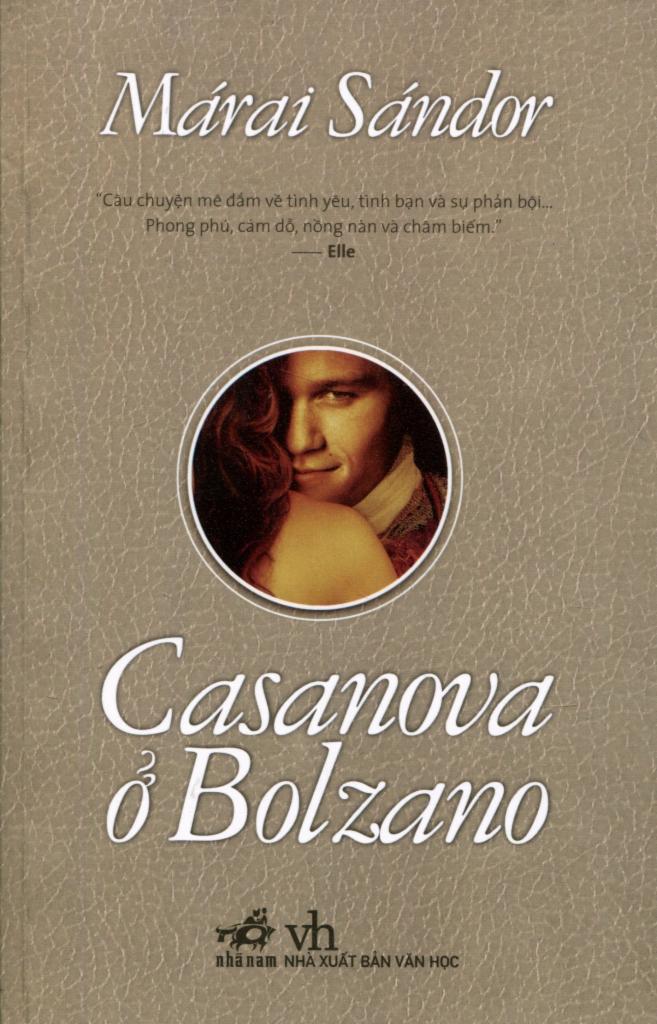 Márai Sándor
“Câu chuyện mê đắm về tình yêu, tình bạn và sự phản bội...
Phong phú, cám dỗ, nồng nàn và châm biếm.”
—— Elle
Casanova
ở Bolzano
vh
nhã nam NHÀ XUẤT BẢN VĂN HỌC